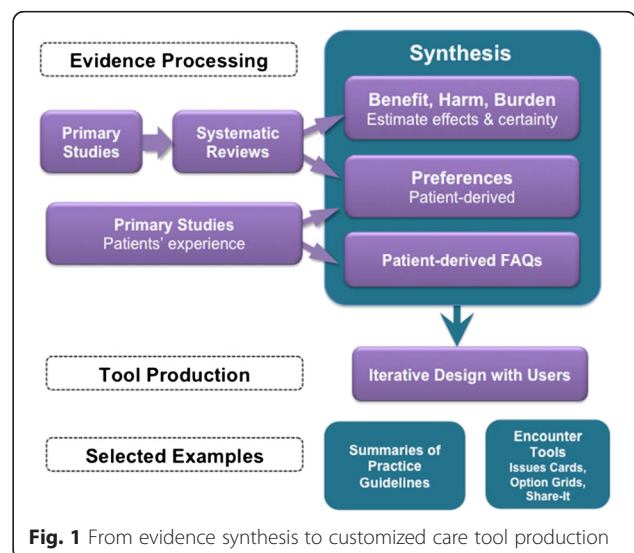 Evidence Processing
Synthesis
Benefit, Harm, Burden
Estimate effects & certainty
Primary
Studies
Systematic
Reviews
Preferences
Patient-derived
Primary Studies
Patients' experience
Patient-derived FAQs
Tool Production
Iterative Design with Users
Selected Examples
Summaries of
Practice
Guidelines
Encounter
Tools
Issues Cards,
Option Grids,
Share-It
Fig. 1 From evidence synthesis to customized care tool production